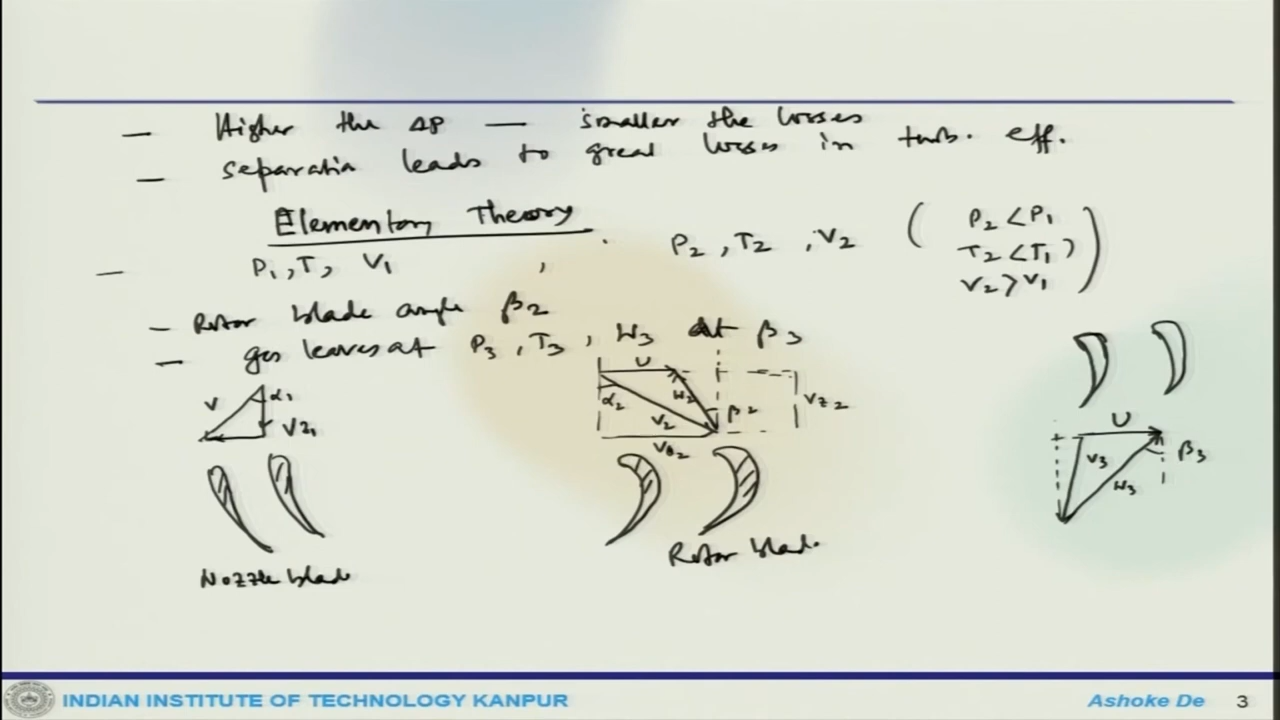 — Higher the ΔP — smaller the losses
— separatin leads to great losses in turb. eff.
Elementary Theory
— P1, T, V1 , P2, T2, V2 ( P2 < P1
T2 < T1 )
V2 > V1
— Rotor blade angle β2
— gas leaves at P3, T3, W3 At β3
V α1 Vz1
U α2 W2 V2 β2 Vz2
Vθ2
U V3 W3 β3
Nozzle blade
Rotor blade
INDIAN INSTITUTE OF TECHNOLOGY KANPUR
Ashoke De 3